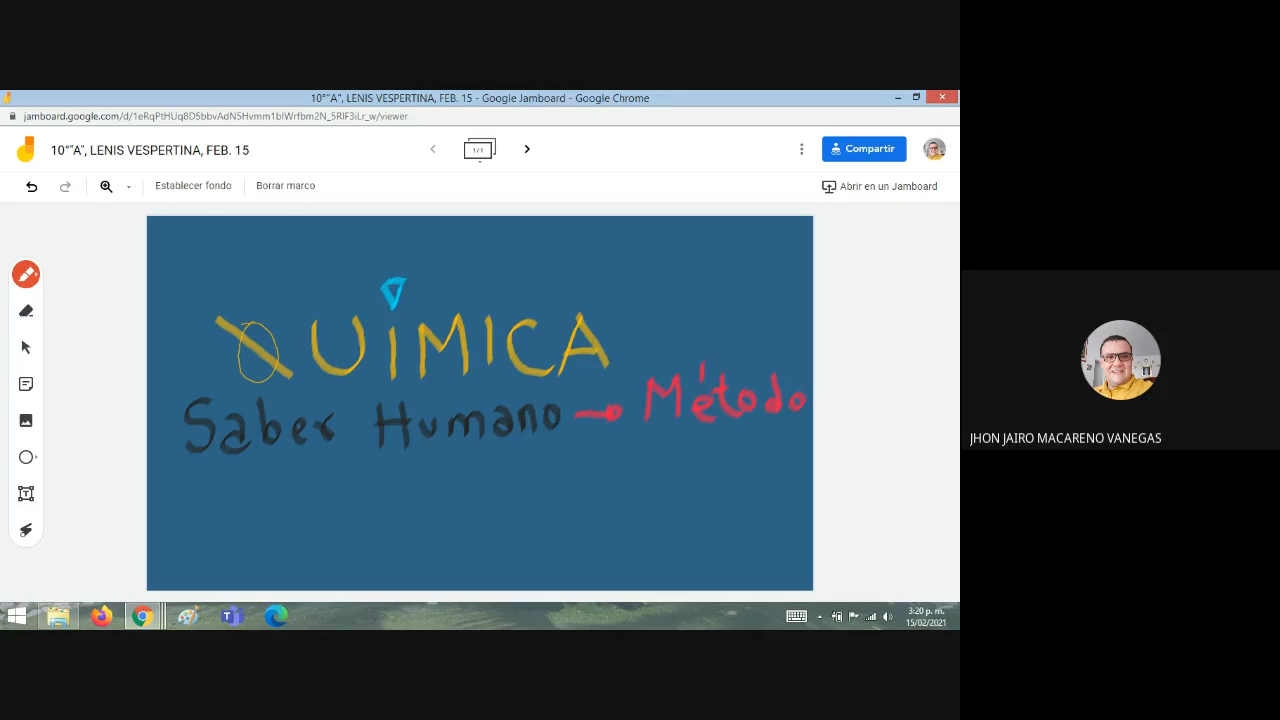 10°"A", LENIS VESPERTINA, FEB. 15 - Google Jamboard - Google Chrome
jamboard.google.com/d/1eRqPtHUq8D5bbvAdN5Hvmm1blWrfbm2N_5RlF3iLr_w/viewer
10°"A", LENIS VESPERTINA, FEB. 15
1/1
Compartir
Establecer fondo
Borrar marco
Abrir en un Jamboard
QUÍMICA
Saber Humano → Método
JHON JAIRO MACARENO VANEGAS
3:20 p. m.
15/02/2021